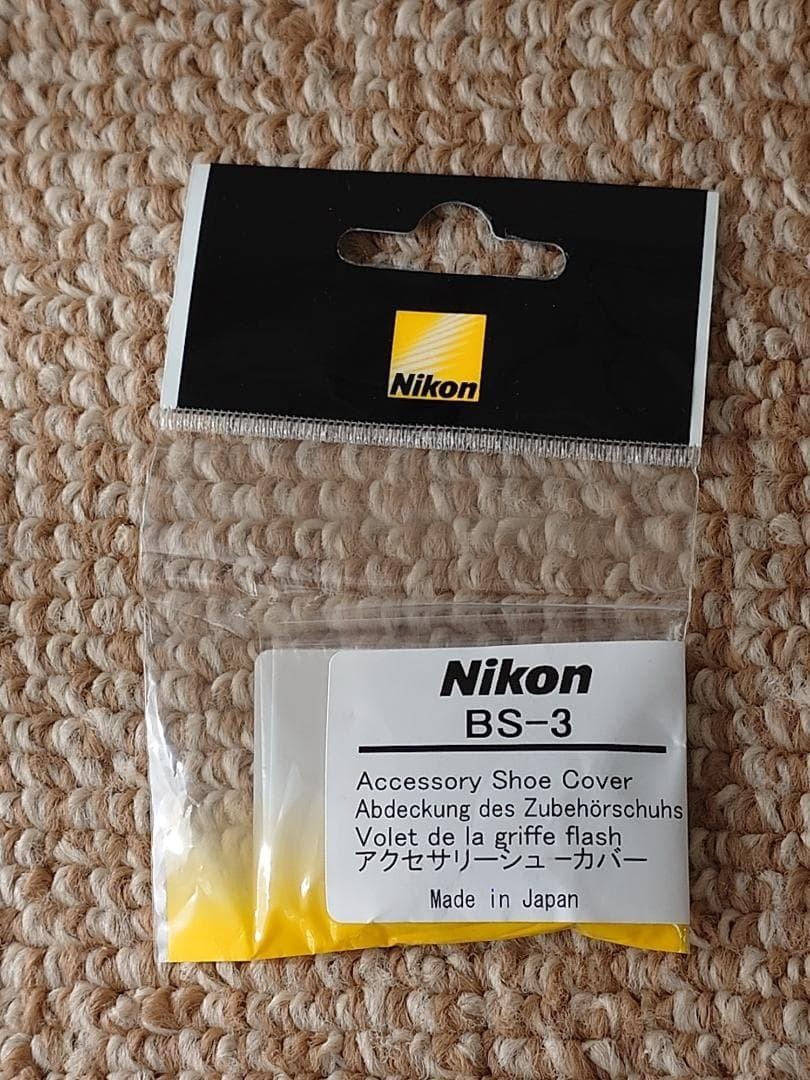 Nikon
Nikon
BS-3
Accessory Shoe Cover
Abdeckung des Zubehörschuhs
Volet de la griffe flash
アクセサリーシューカバー
Made in Japan